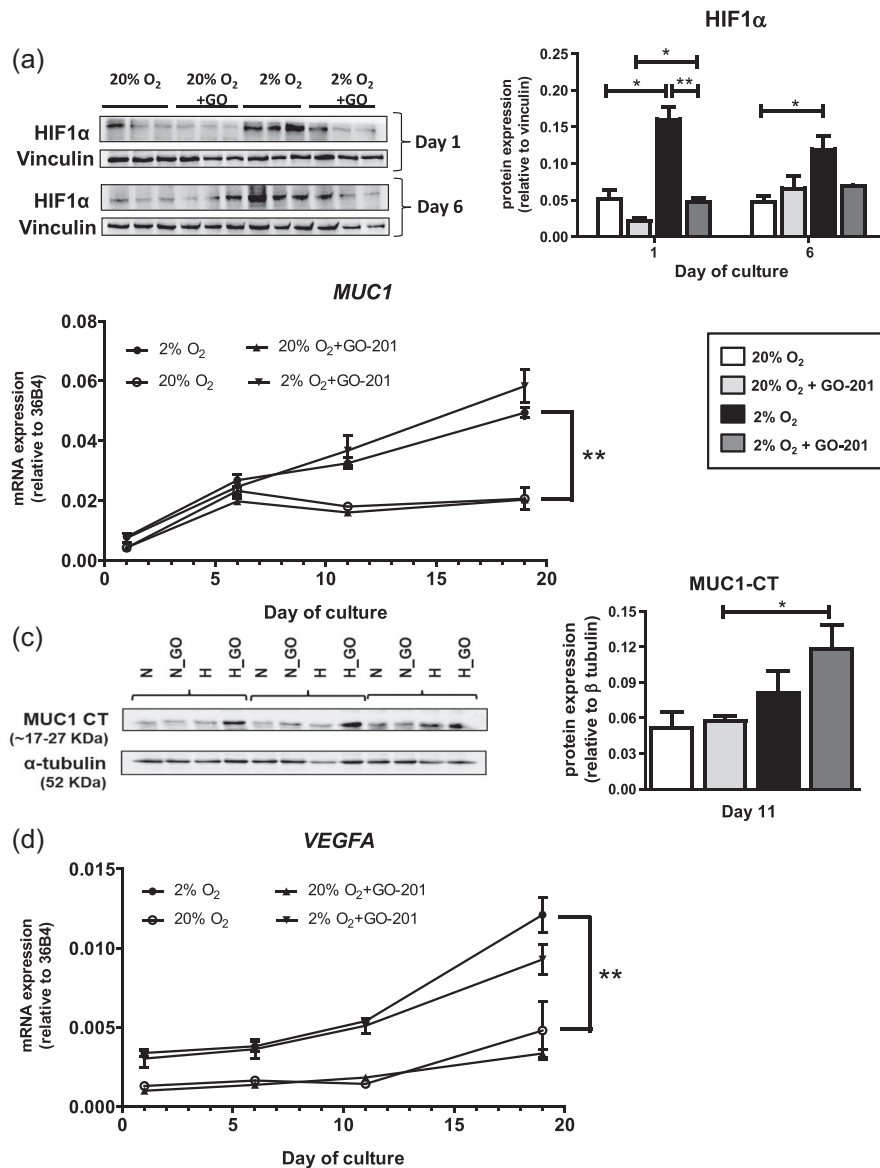 (a)
20% O₂
20% O₂
+GO
2% O₂
2% O₂
+GO
HIF1α
Vinculin
Day 1
HIF1α
Vinculin
Day 6
HIF1α
protein expression
(relative to vinculin)
0.25
0.20
0.15
0.10
0.05
0.00
*
*
**
*
1
6
Day of culture
MUC1
mRNA expression
(relative to 36B4)
0.08
0.06
0.04
0.02
0.00
2% O₂
20% O₂+GO-201
20% O₂
2% O₂+GO-201
**
0
5
10
15
20
Day of culture
20% O₂
20% O₂ + GO-201
2% O₂
2% O₂ + GO-201
(c)
N
N_GO
H
H_GO
N
N_GO
H
H_GO
N
N_GO
H
H_GO
MUC1 CT
(~17-27 KDa)
α-tubulin
(52 KDa)
MUC1-CT
protein expression
(relative to β tubulin)
0.15
0.12
0.09
0.06
0.03
0.00
*
Day 11
(d)
VEGFA
mRNA expression
(relative to 36B4)
0.015
0.010
0.005
0.000
2% O₂
20% O₂+GO-201
20% O₂
2% O₂+GO-201
**
0
5
10
15
20
Day of culture